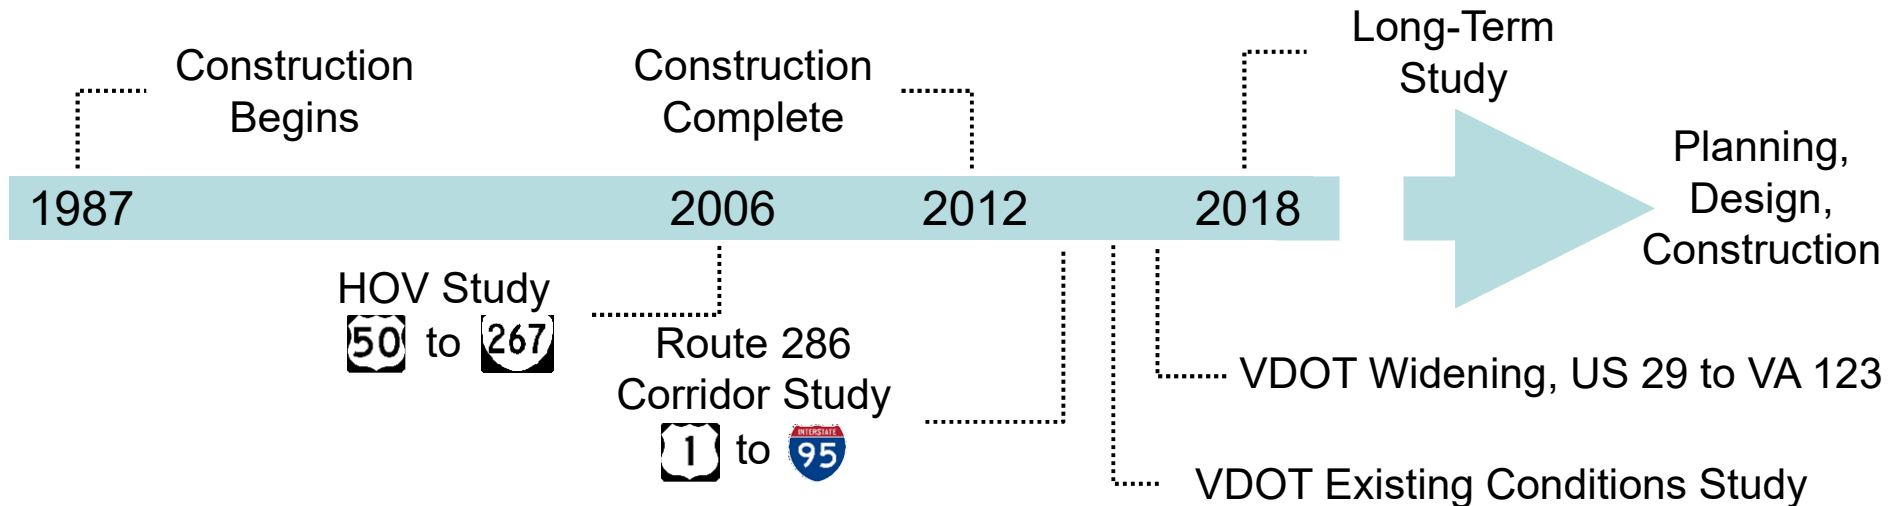 Long-Term
Study
Construction
Begins
Construction
Complete
Planning,
Design,
Construction
1987
2006
2012
2018
HOV Study
50 to 267
Route 286
Corridor Study
1 to INTERSTATE 95
VDOT Widening, US 29 to VA 123
VDOT Existing Conditions Study